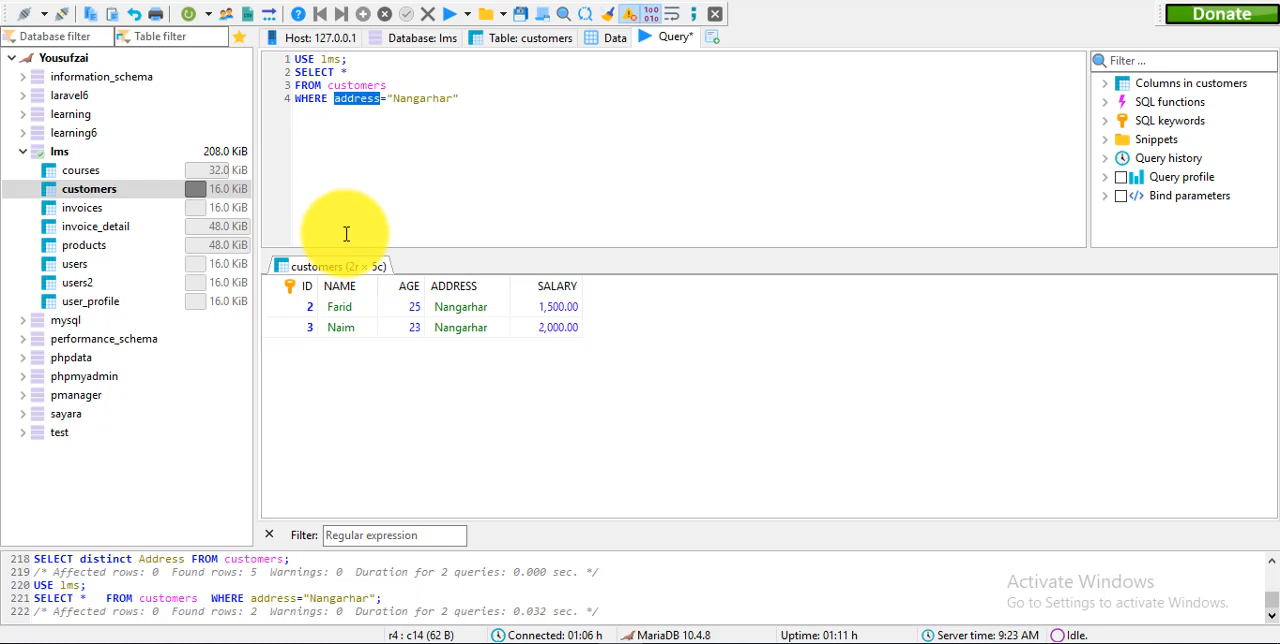 Donate
Database filter
Table filter
Host: 127.0.0.1
Database: lms
Table: customers
Data
Query*
Yousufzai
information_schema
laravel6
learning
learning6
lms 208.0 KiB
courses 32.0 KiB
customers 16.0 KiB
invoices 16.0 KiB
invoice_detail 48.0 KiB
products 48.0 KiB
users 16.0 KiB
users2 16.0 KiB
user_profile 16.0 KiB
mysql
performance_schema
phpdata
phpmyadmin
pmanager
sayara
test
1 USE lms;
2 SELECT *
3 FROM customers
4 WHERE address="Nangarhar"
Filter ...
Columns in customers
SQL functions
SQL keywords
Snippets
Query history
Query profile
Bind parameters
customers (2r × 5c)
ID NAME AGE ADDRESS SALARY
2 Farid 25 Nangarhar 1,500.00
3 Naim 23 Nangarhar 2,000.00
Filter: Regular expression
218 SELECT distinct Address FROM customers;
219 /* Affected rows: 0 Found rows: 5 Warnings: 0 Duration for 2 queries: 0.000 sec. */
220 USE lms;
221 SELECT * FROM customers WHERE address="Nangarhar";
222 /* Affected rows: 0 Found rows: 2 Warnings: 0 Duration for 2 queries: 0.032 sec. */
Activate Windows
Go to Settings to activate Windows.
r4 : c14 (62 B)
Connected: 01:06 h
MariaDB 10.4.8
Uptime: 01:11 h
Server time: 9:23 AM
Idle.